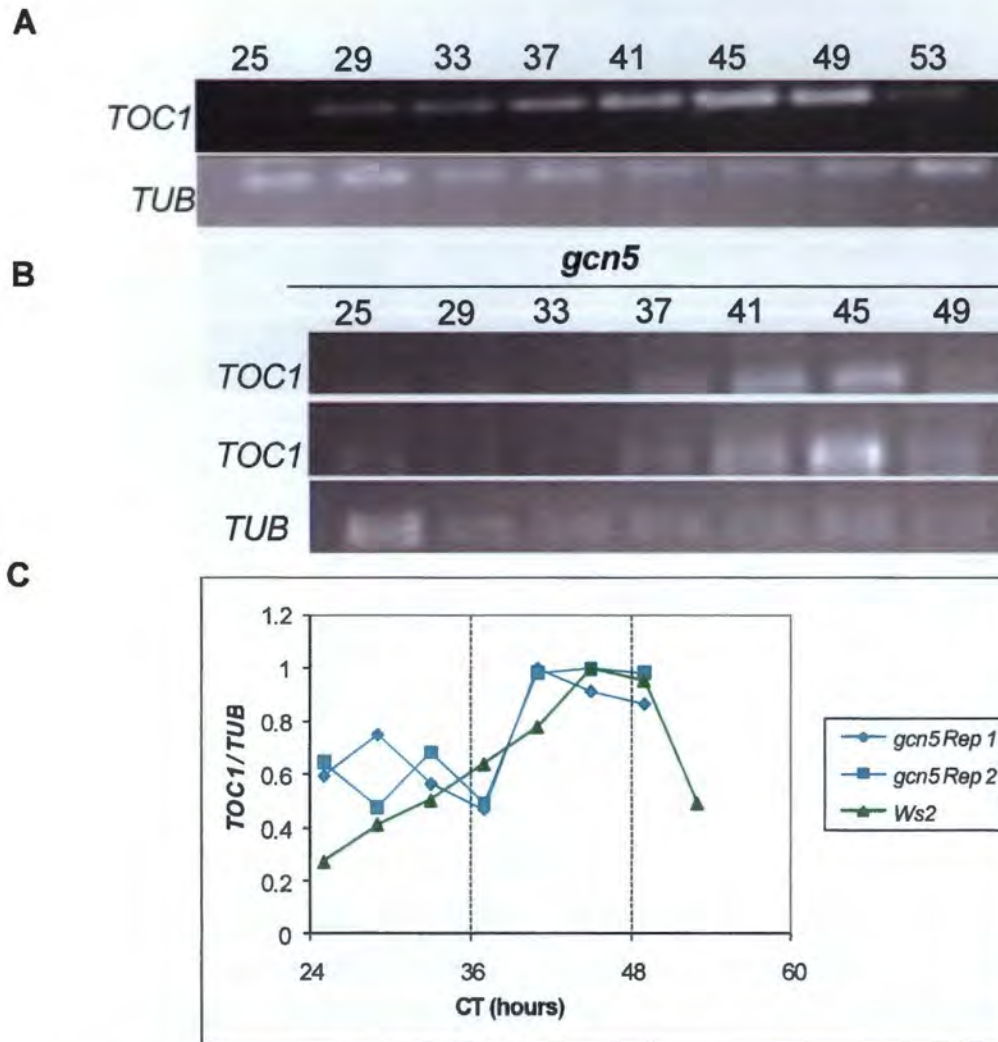 A
25 29 33 37 41 45 49 53
TOC1
TUB
B
gcn5
25 29 33 37 41 45 49
TOC1
TOC1
TUB
C
1.2
1
0.8
0.6
0.4
0.2
0
TOC1/TUB
24 36 48 60
CT (hours)
gcn5 Rep 1
gcn5 Rep 2
Ws2